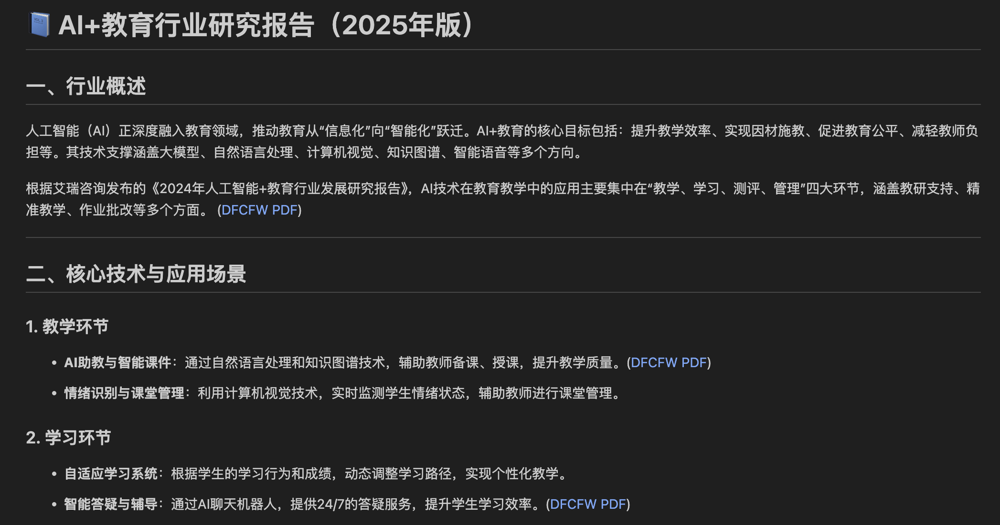 AI+教育行业研究报告（2025年版）
一、行业概述
人工智能（AI）正深度融入教育领域，推动教育从“信息化”向“智能化”跃迁。AI+教育的核心目标包括：提升教学效率、实现因材施教、促进教育公平、减轻教师负
担等。其技术支撑涵盖大模型、自然语言处理、计算机视觉、知识图谱、智能语音等多个方向。
根据艾瑞咨询发布的《2024年人工智能+教育行业发展研究报告》，AI技术在教育教学中的应用主要集中在“教学、学习、测评、管理”四大环节，涵盖教研支持、精
准教学、作业批改等多个方面。 (DFCFW PDF)
二、核心技术与应用场景
1. 教学环节
• AI助教与智能课件：通过自然语言处理和知识图谱技术，辅助教师备课、授课，提升教学质量。(DFCFW PDF)
• 情绪识别与课堂管理：利用计算机视觉技术，实时监测学生情绪状态，辅助教师进行课堂管理。
2. 学习环节
• 自适应学习系统：根据学生的学习行为和成绩，动态调整学习路径，实现个性化教学。
• 智能答疑与辅导：通过AI聊天机器人，提供24/7的答疑服务，提升学生学习效率。(DFCFW PDF)